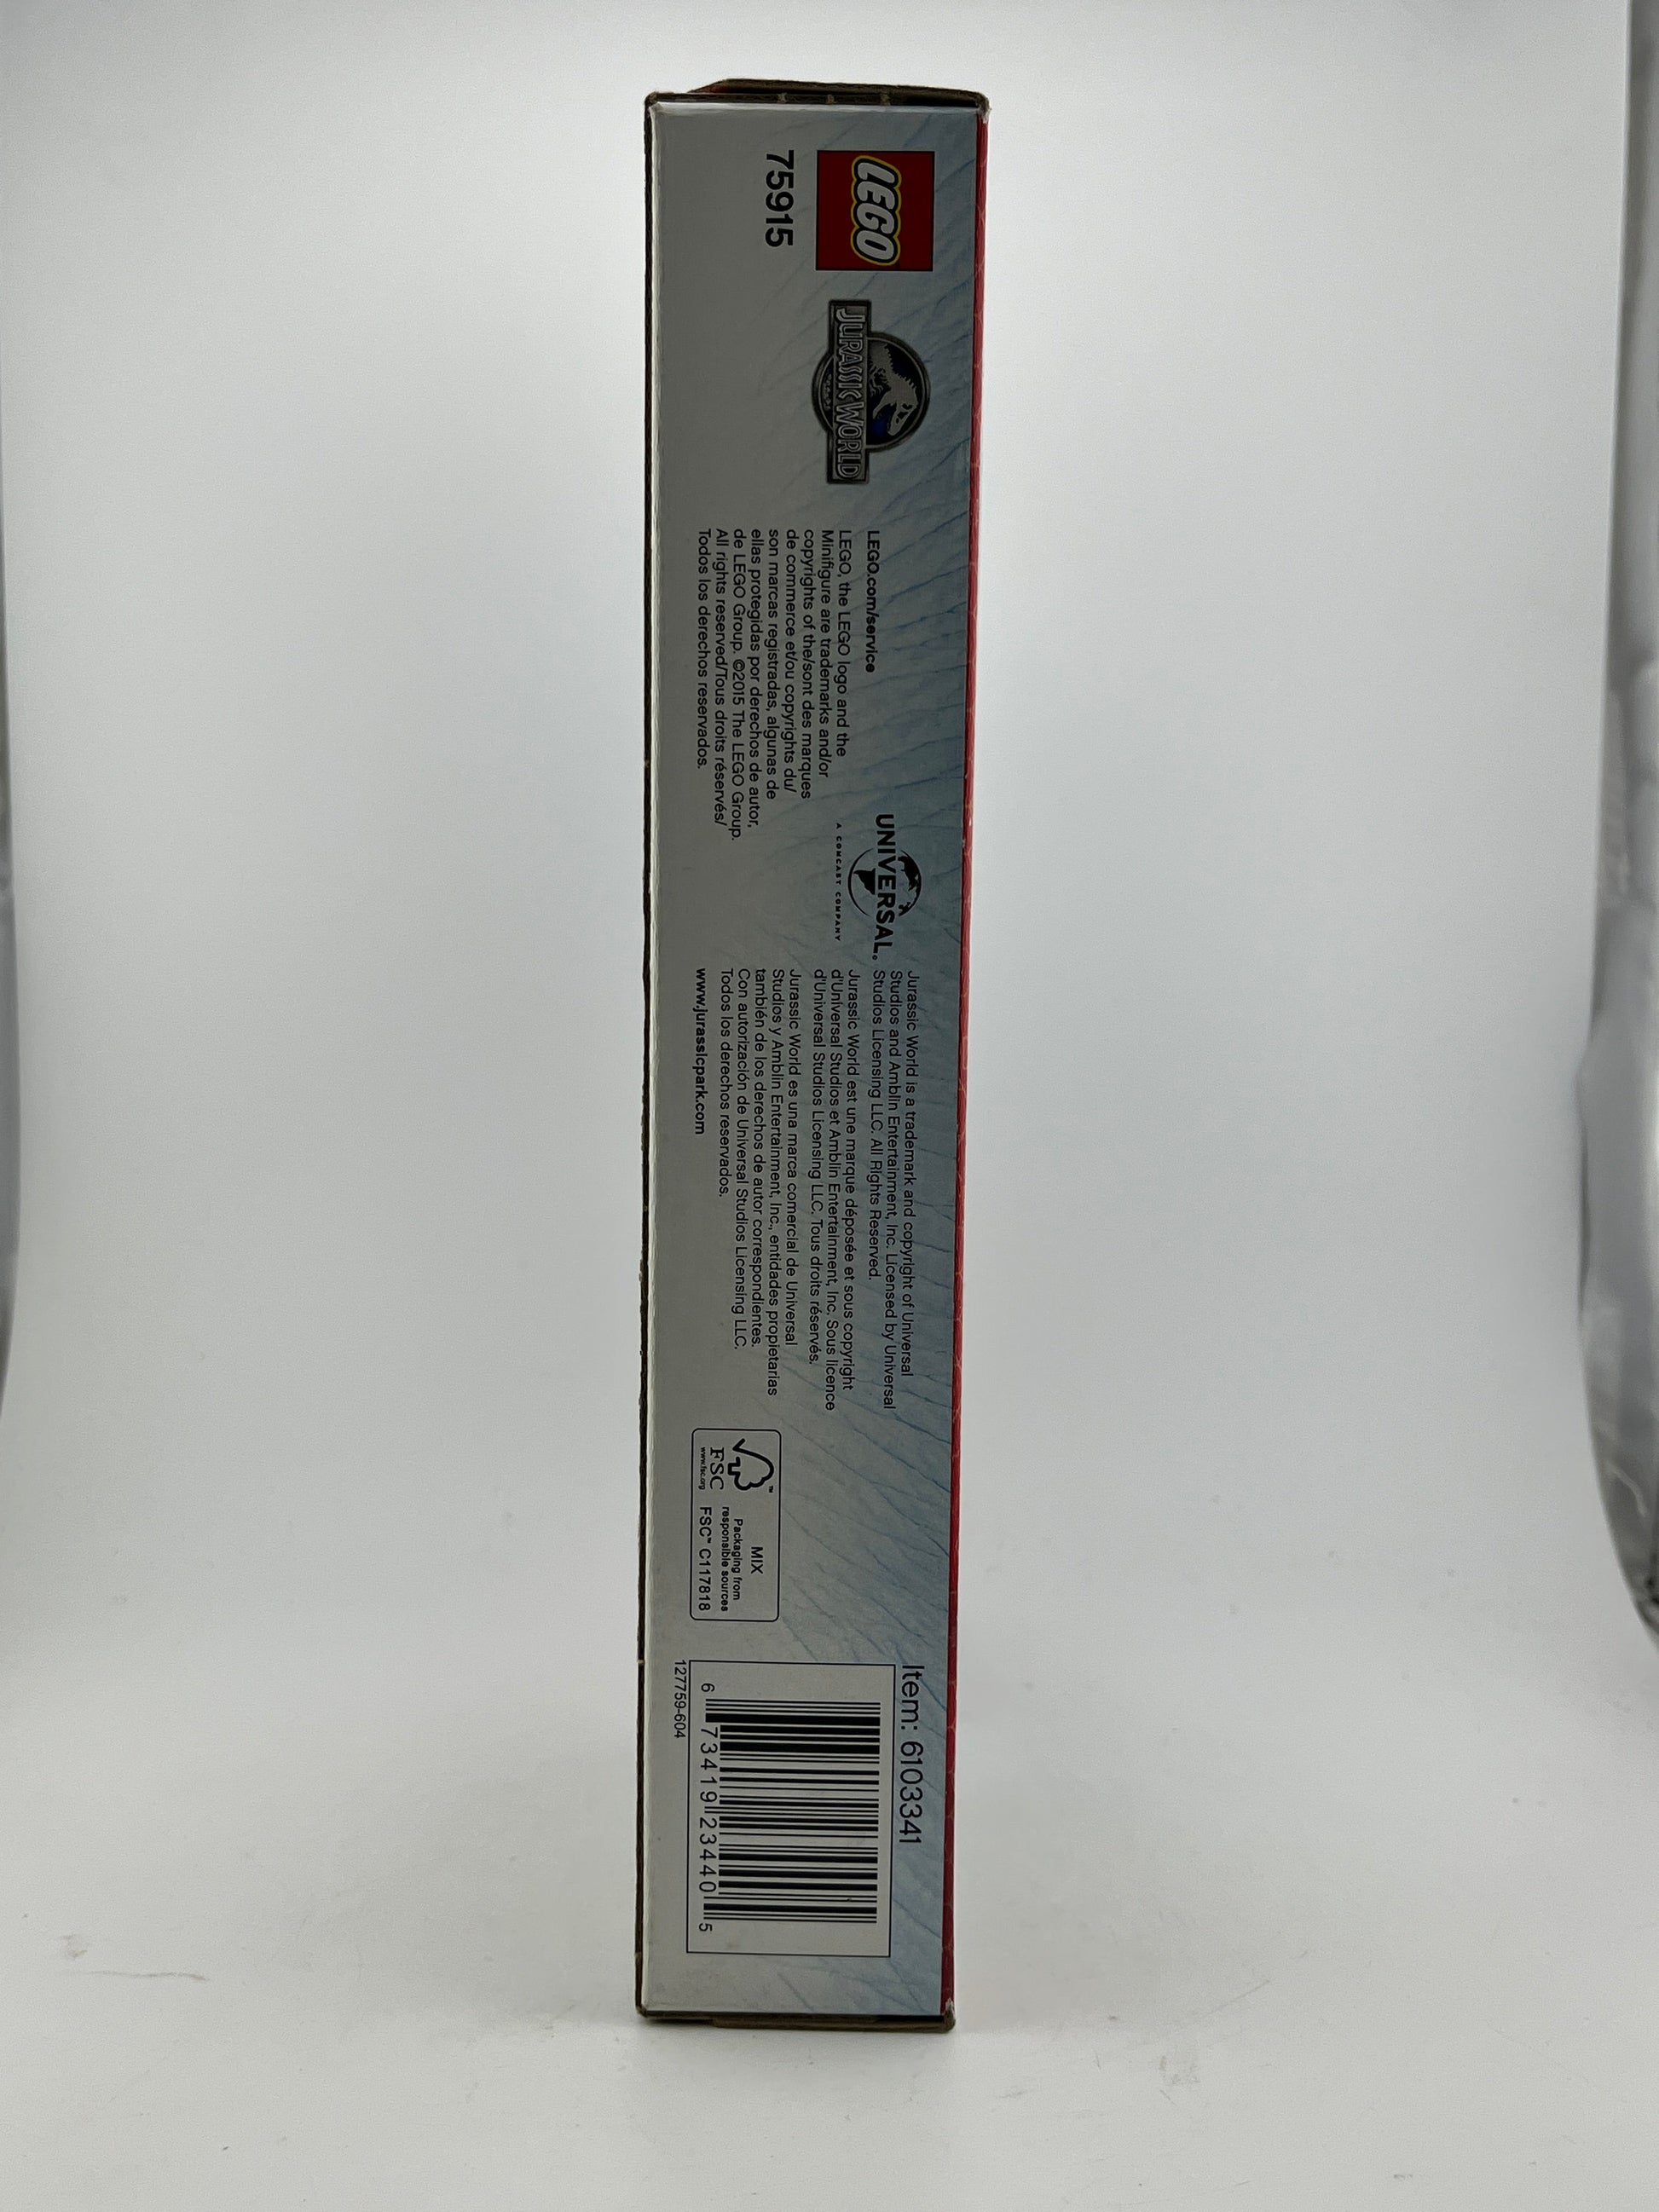 LEGO
75915
JURASSIC WORLD
LEGO.com/service
LEGO, the LEGO logo and the
Minifigure are trademarks and/or
copyrights of the/sont des marques
de commerce et/ou copyrights du/
son marcas registradas, algunas de
ellas protegidas por derechos de autor,
de LEGO Group. ©2015 The LEGO Group.
All rights reserved/Tous droits réservés/
Todos los derechos reservados.
UNIVERSAL®
A COMCAST COMPANY
Jurassic World is a trademark and copyright of Universal
Studios and Amblin Entertainment, Inc. Licensed by Universal
Studios Licensing LLC. All Rights Reserved.
Jurassic World est une marque déposée et sous copyright
d'Universal Studios et Amblin Entertainment, Inc. Sous licence
d'Universal Studios Licensing LLC. Tous droits réservés.
Jurassic World es una marca comercial de Universal
Studios y Amblin Entertainment, Inc., entidades propietarias
también de los derechos de autor correspondientes.
Con autorización de Universal Studios Licensing LLC.
Todos los derechos reservados.
www.jurassicpark.com
™
FSC
www.fsc.org
MIX
Packaging from
responsible sources
FSC™ C117818
Item: 6103341
6 73419 23440 5
127759-604